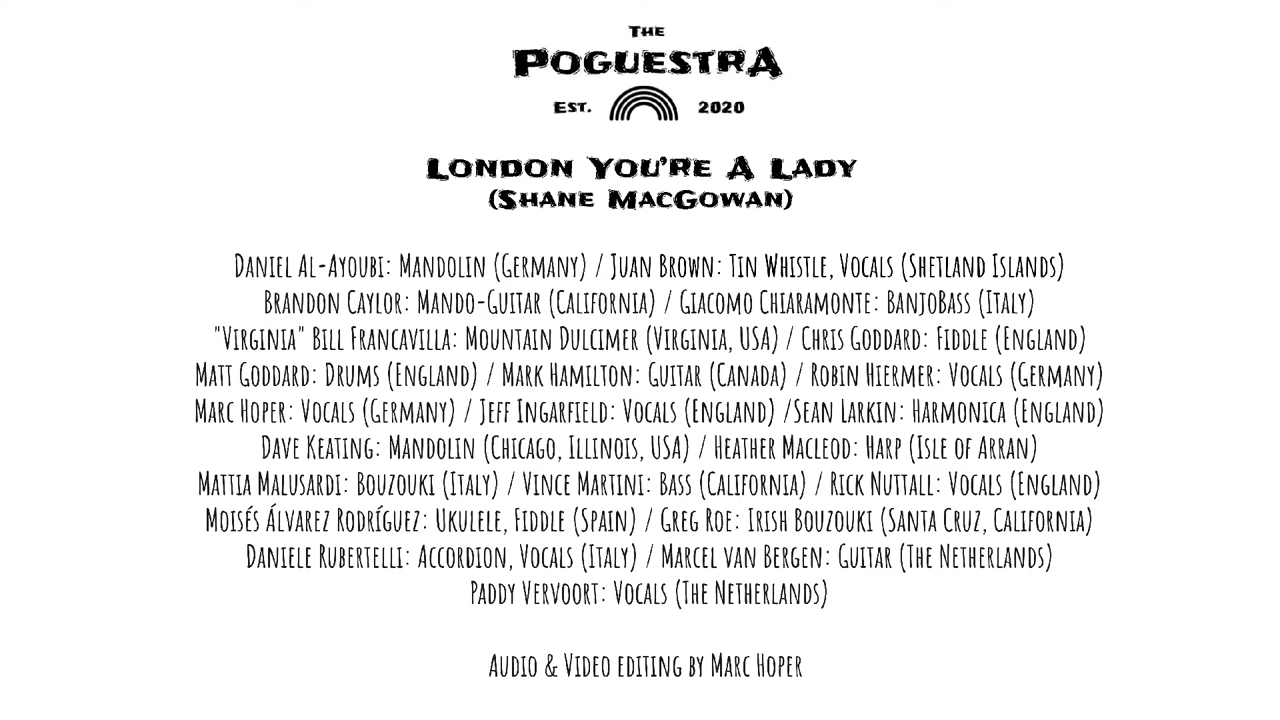 The
PoguestrA
Est. 2020
London You're A Lady
(Shane MacGowan)
Daniel Al-Ayoubi: Mandolin (Germany) / Juan Brown: Tin Whistle, Vocals (Shetland Islands)
Brandon Caylor: Mando-Guitar (California) / Giacomo Chiaramonte: BanjoBass (Italy)
"Virginia" Bill Francavilla: Mountain Dulcimer (Virginia, USA) / Chris Goddard: Fiddle (England)
Matt Goddard: Drums (England) / Mark Hamilton: Guitar (Canada) / Robin Hiermer: Vocals (Germany)
Marc Hoper: Vocals (Germany) / Jeff Ingarfield: Vocals (England) /Sean Larkin: Harmonica (England)
Dave Keating: Mandolin (Chicago, Illinois, USA) / Heather Macleod: Harp (Isle of Arran)
Mattia Malusardi: Bouzouki (Italy) / Vince Martini: Bass (California) / Rick Nuttall: Vocals (England)
Moisés Álvarez Rodríguez: Ukulele, Fiddle (Spain) / Greg Roe: Irish Bouzouki (Santa Cruz, California)
Daniele Rubertelli: Accordion, Vocals (Italy) / Marcel van Bergen: Guitar (The Netherlands)
Paddy Vervoort: Vocals (The Netherlands)
Audio & Video editing by Marc Hoper